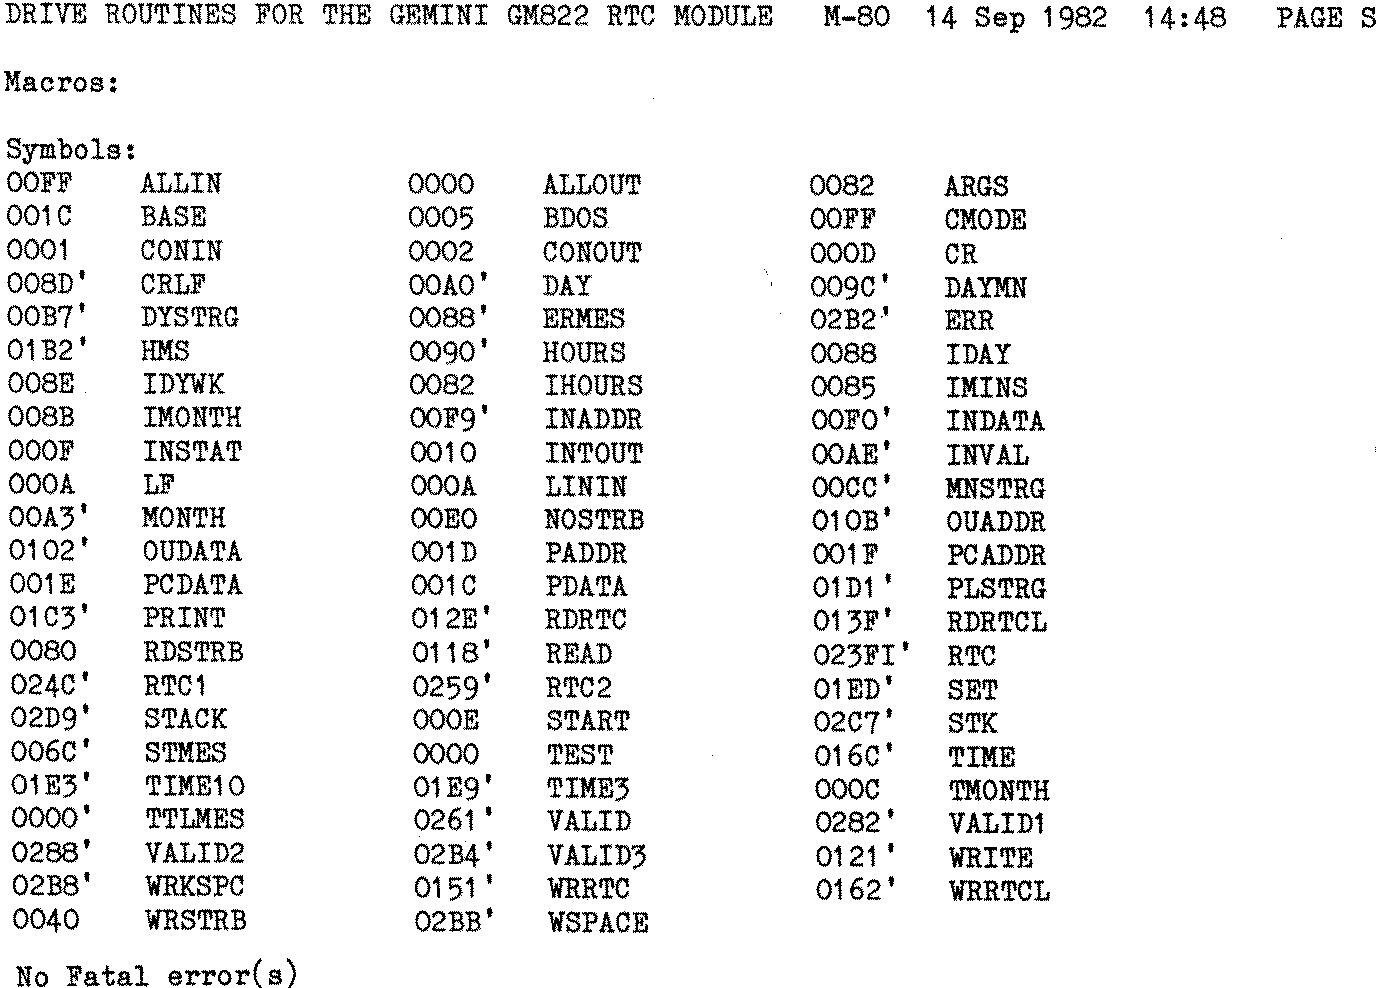 DRIVE ROUTINES FOR THE GEMINI GM822 RTC MODULE M-80 14 Sep 1982 14:48 PAGE S
Macros:
Symbols:
00FF ALLIN 0000 ALLOUT 0082 ARGS
001C BASE 0005 BDOS 00FF CMODE
0001 CONIN 0002 CONOUT 000D CR
008D' CRLF 00A0' DAY 009C' DAYMN
00B7' DYSTRG 0088' ERMES 02B2' ERR
01B2' HMS 0090' HOURS 0088 IDAY
008E IDYWK 0082 IHOURS 0085 IMINS
008B IMONTH 00F9' INADDR 00F0' INDATA
000F INSTAT 0010 INTOUT 00AE' INVAL
000A LF 000A LININ 00CC' MNSTRG
00A3' MONTH 00E0 NOSTRB 010B' OUADDR
0102' OUDATA 001D PADDR 001F PCADDR
001E PCDATA 001C PDATA 01D1' PLSTRG
01C3' PRINT 012E' RDRTC 013F' RDRTCL
0080 RDSTRB 0118' READ 023FI' RTC
024C' RTC1 0259' RTC2 01ED' SET
02D9' STACK 000E START 02C7' STK
006C' STMES 0000 TEST 016C' TIME
01E3' TIME10 01E9' TIME3 000C TMONTH
0000' TTLMES 0261' VALID 0282' VALID1
0288' VALID2 02B4' VALID3 0121' WRITE
02B8' WRKSPC 0151' WRRTC 0162' WRRTCL
0040 WRSTRB 02BB' WSPACE
No Fatal error(s)